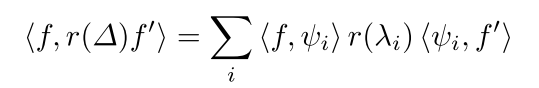 ⟨f, r(Δ)f′⟩ = ∑_i ⟨f, ψ_i⟩ r(λ_i) ⟨ψ_i, f′⟩